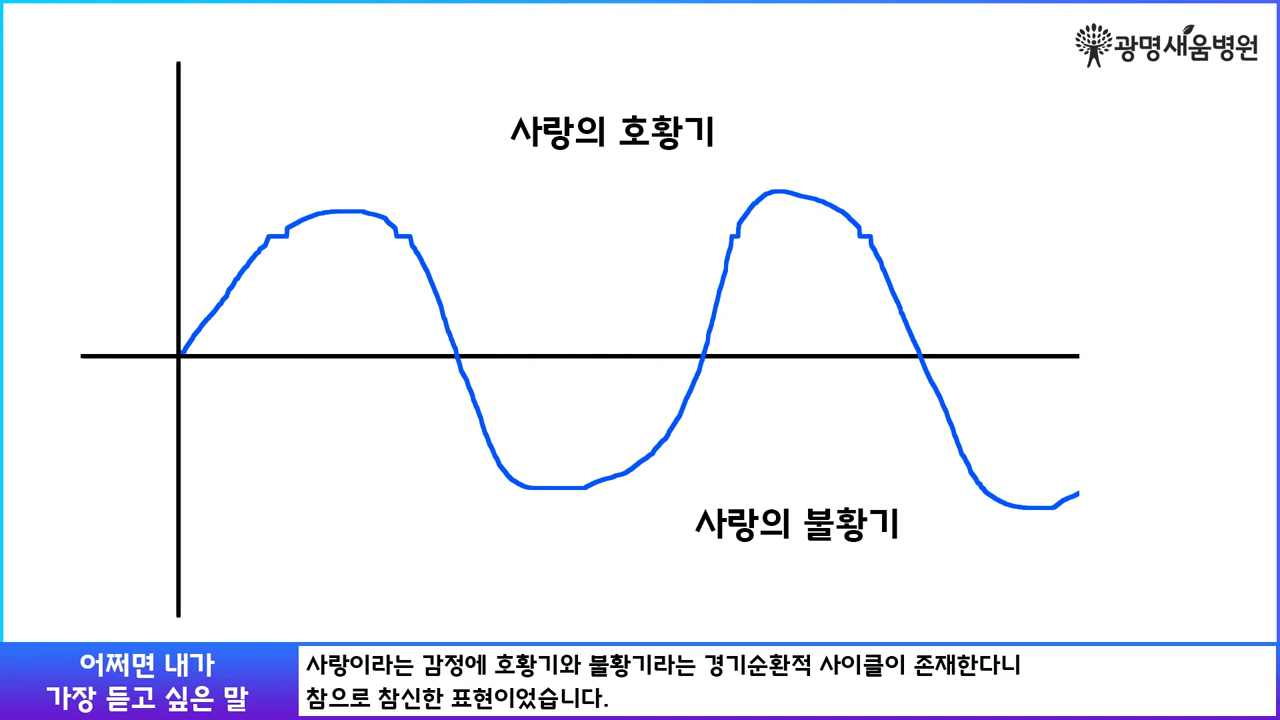 광명새움병원
사랑의 호황기
사랑의 불황기
어쩌면 내가
가장 듣고 싶은 말
사랑이라는 감정에 호황기와 불황기라는 경기순환적 사이클이 존재한다니
참으로 참신한 표현이었습니다.